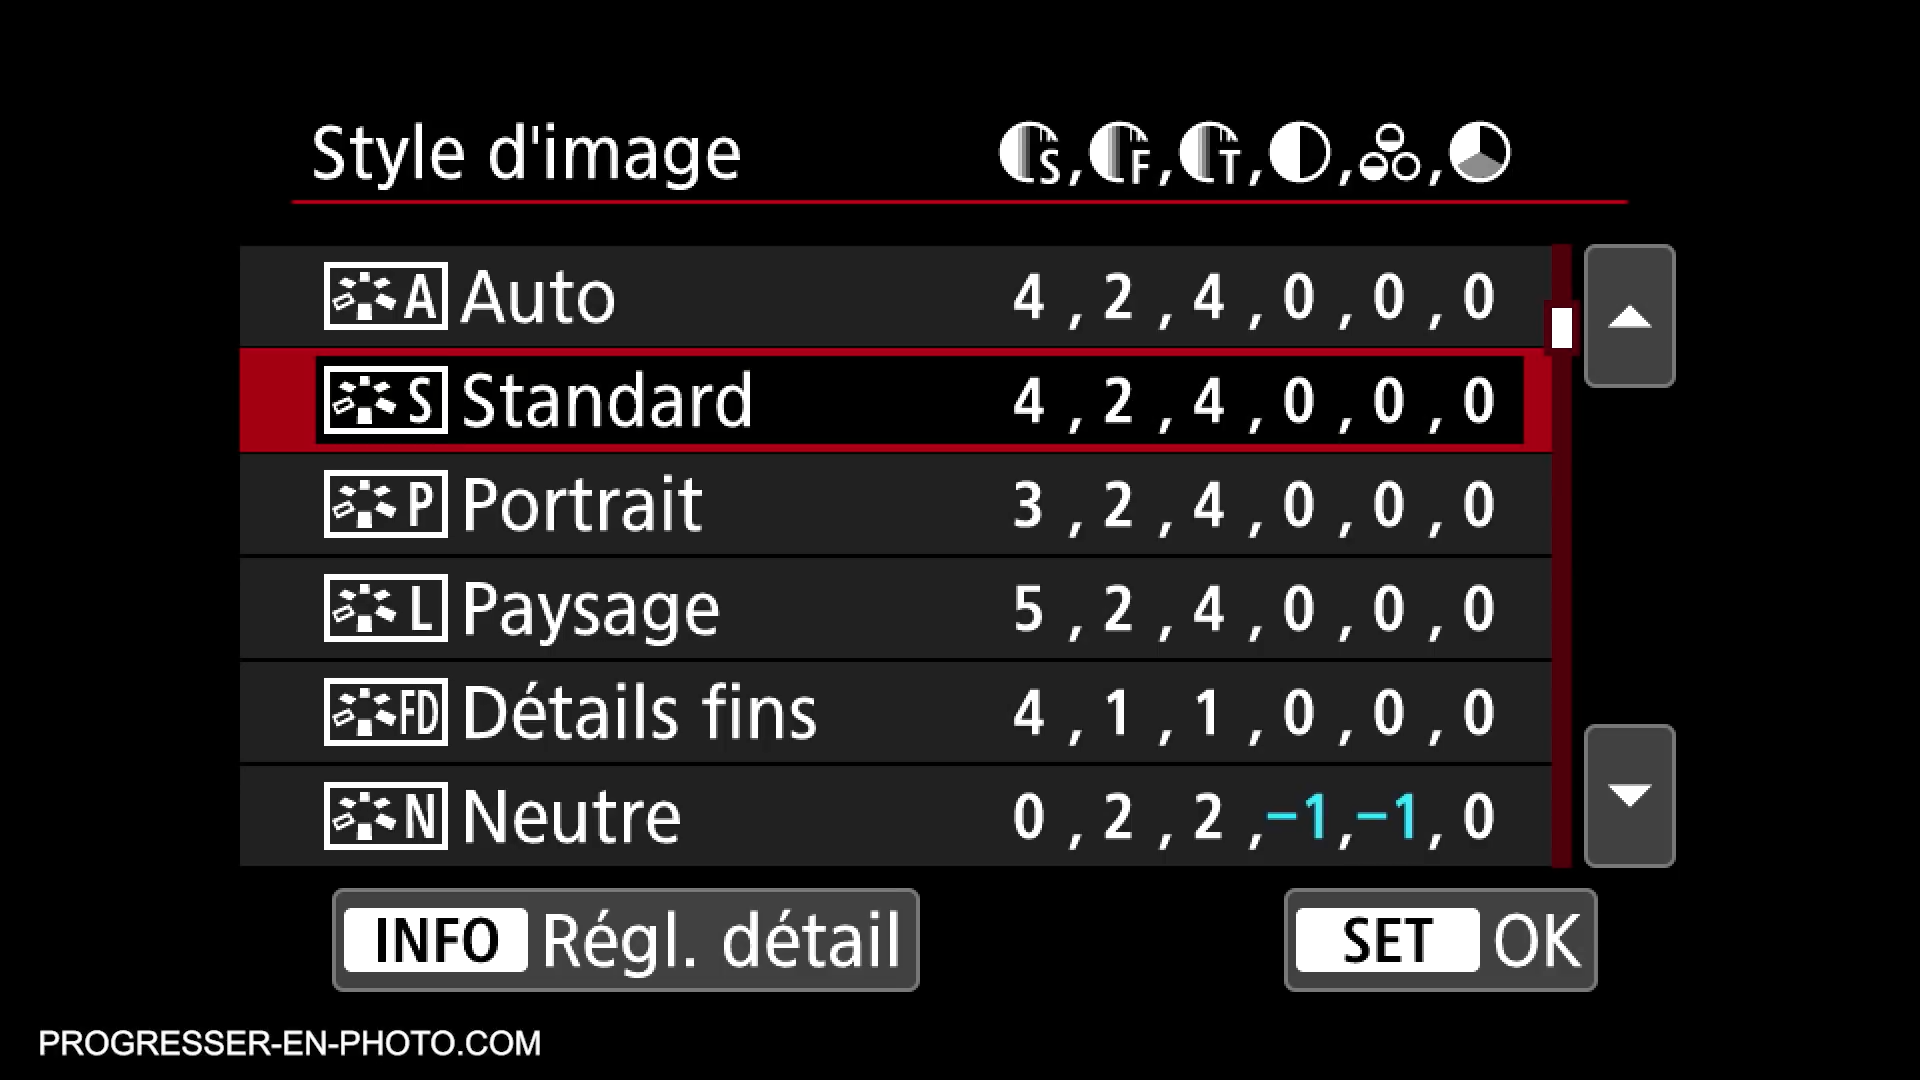 Style d'image S, F, T, , ,
A Auto 4 , 2 , 4 , 0 , 0 , 0
S Standard 4 , 2 , 4 , 0 , 0 , 0
P Portrait 3 , 2 , 4 , 0 , 0 , 0
L Paysage 5 , 2 , 4 , 0 , 0 , 0
FD Détails fins 4 , 1 , 1 , 0 , 0 , 0
N Neutre 0 , 2 , 2 , −1 , −1 , 0
INFO Régl. détail SET OK
PROGRESSER-EN-PHOTO.COM